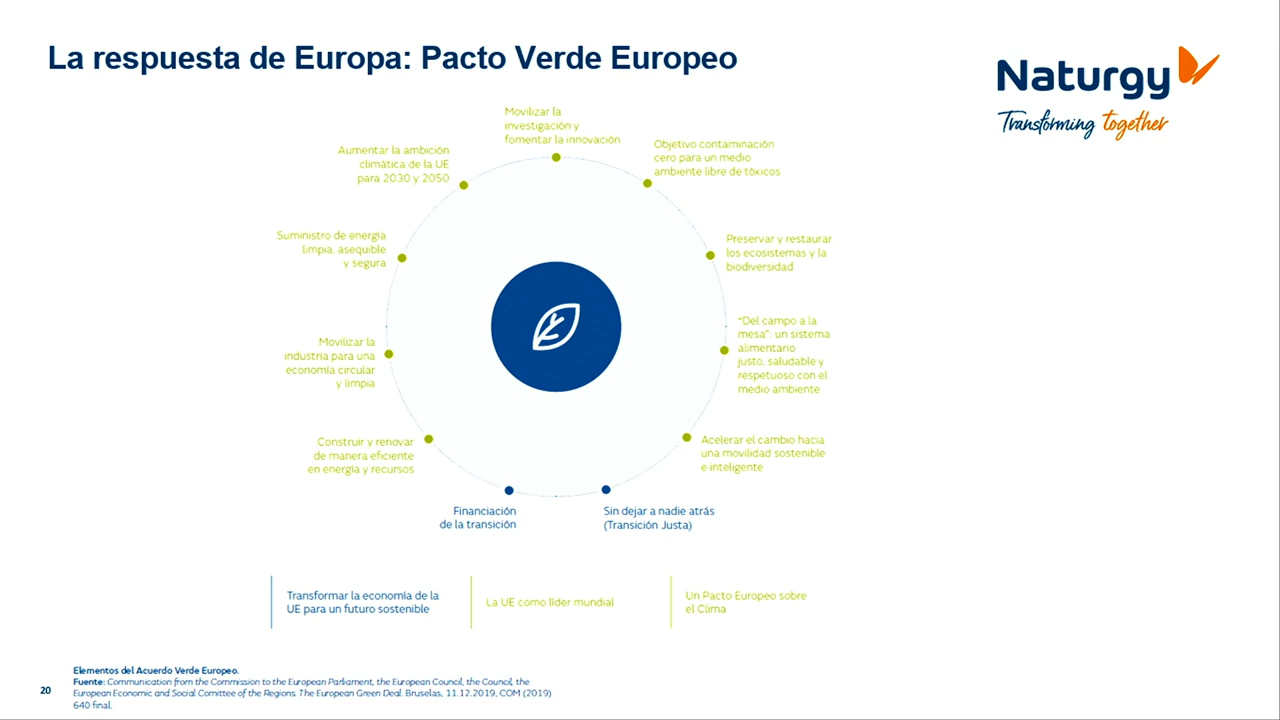 La respuesta de Europa: Pacto Verde Europeo
Naturgy
Transforming together
Movilizar la
investigación y
fomentar la innovación
Objetivo contaminación
cero para un medio
ambiente libre de tóxicos
Aumentar la ambición
climática de la UE
para 2030 y 2050
Suministro de energía
limpia, asequible
y segura
Preservar y restaurar
los ecosistemas y la
biodiversidad
"Del campo a la
mesa": un sistema
alimentario
justo, saludable y
respetuoso con el
medio ambiente
Movilizar la
industria para una
economía circular
y limpia
Construir y renovar
de manera eficiente
en energía y recursos
Acelerar el cambio hacia
una movilidad sostenible
e inteligente
Financiación
de la transición
Sin dejar a nadie atrás
(Transición Justa)
Transformar la economía de la
UE para un futuro sostenible
La UE como líder mundial
Un Pacto Europeo sobre
el Clima
Elementos del Acuerdo Verde Europeo.
Fuente: Communication from the Commission to the European Parliament, the European Council, the Council, the
European Economic and Social Comittee of the Regions. The European Green Deal. Bruselas, 11.12.2019, COM (2019)
640 final.
20